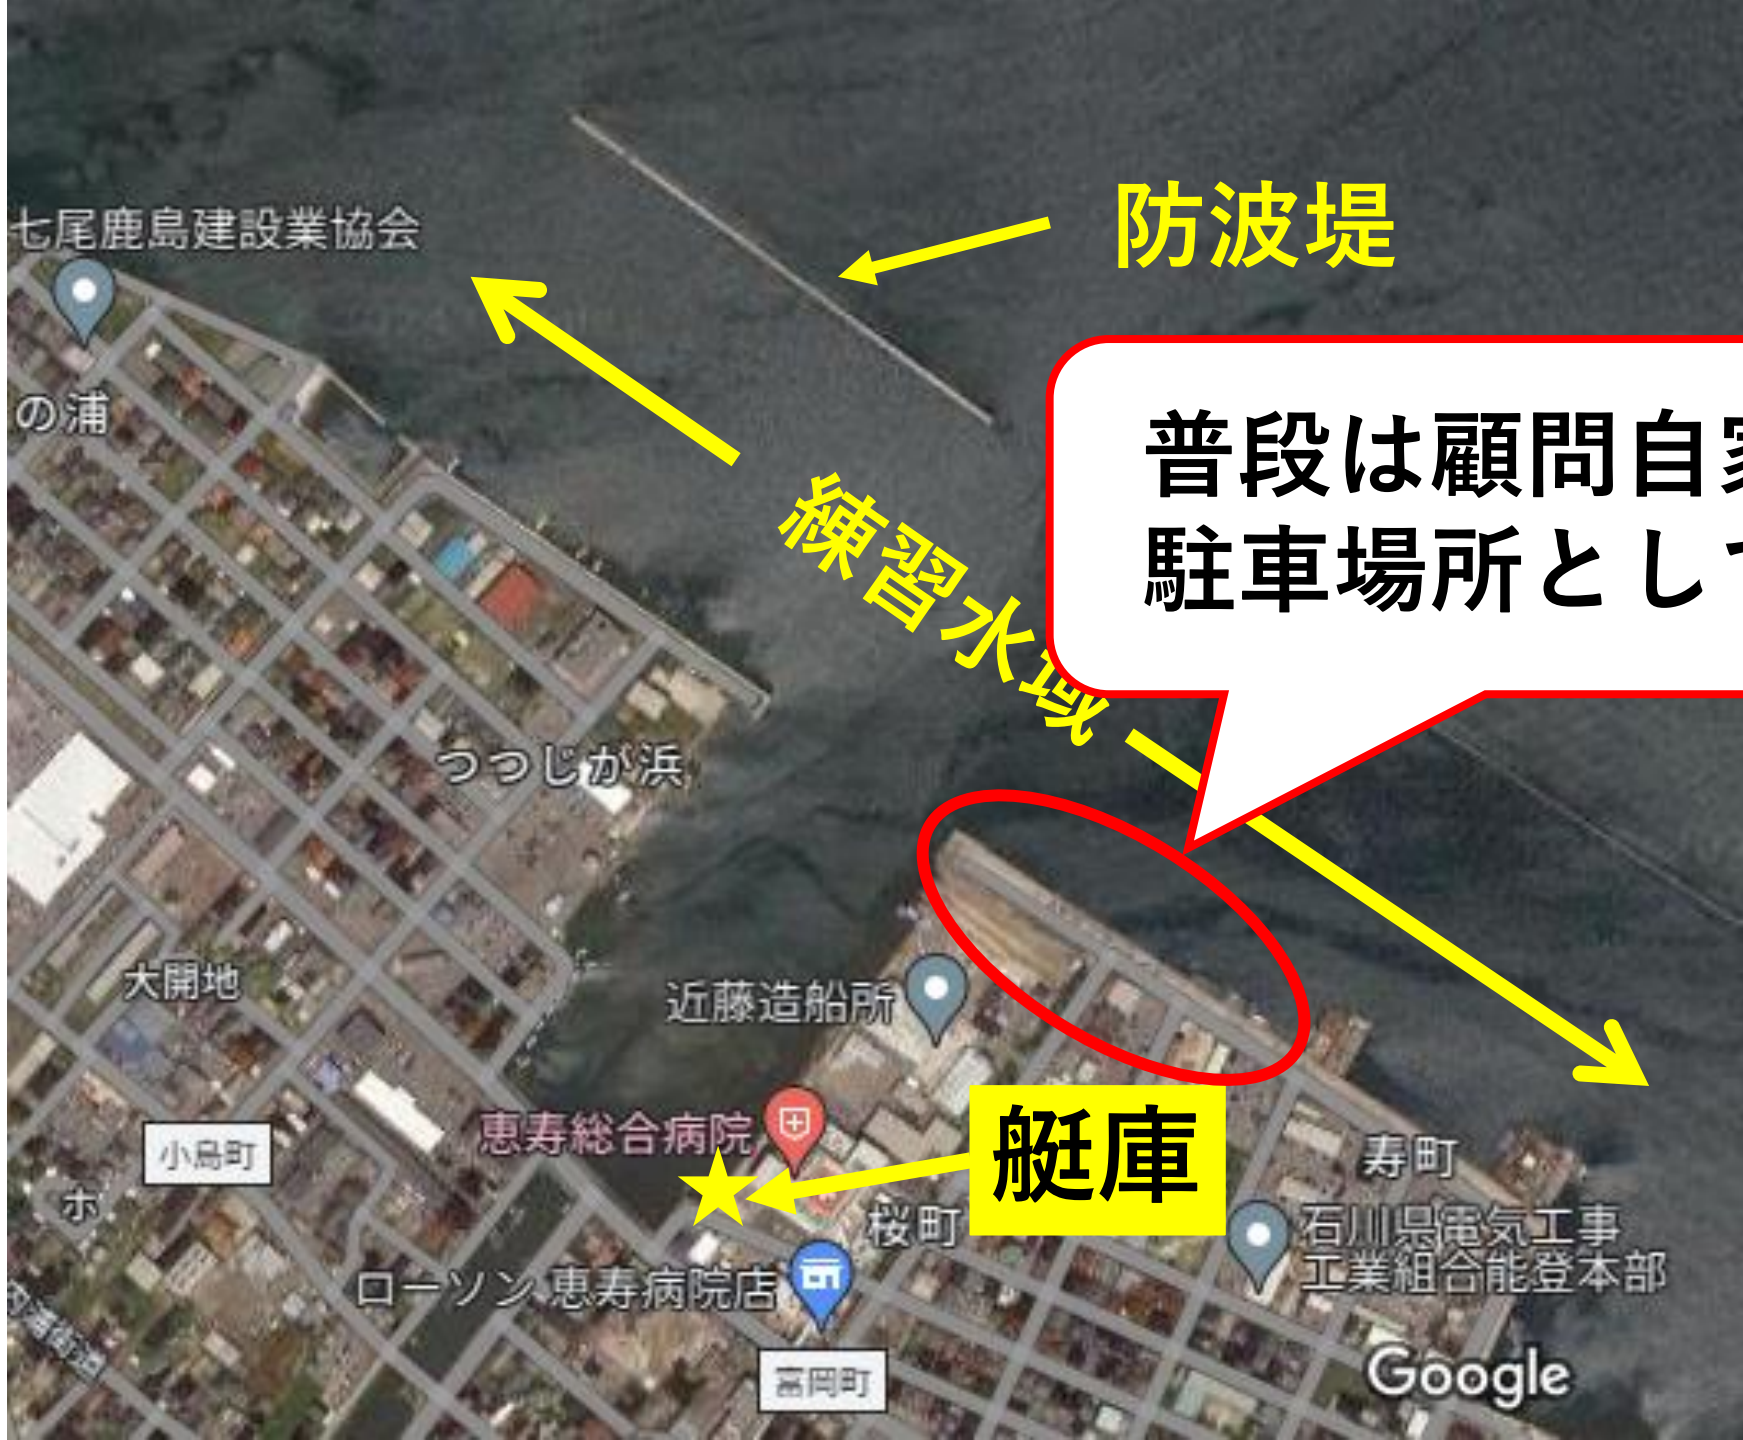 防波堤
七尾鹿島建設業協会
の浦
普段は顧問自
駐車場所とし
練習水域
つつじが浜
大開地
近藤造船所
恵寿総合病院
艇庫
小島町
ホ
寿町
桜町
石川県電気工事
工業組合能登本部
ローソン 恵寿病院店
富岡町
Google